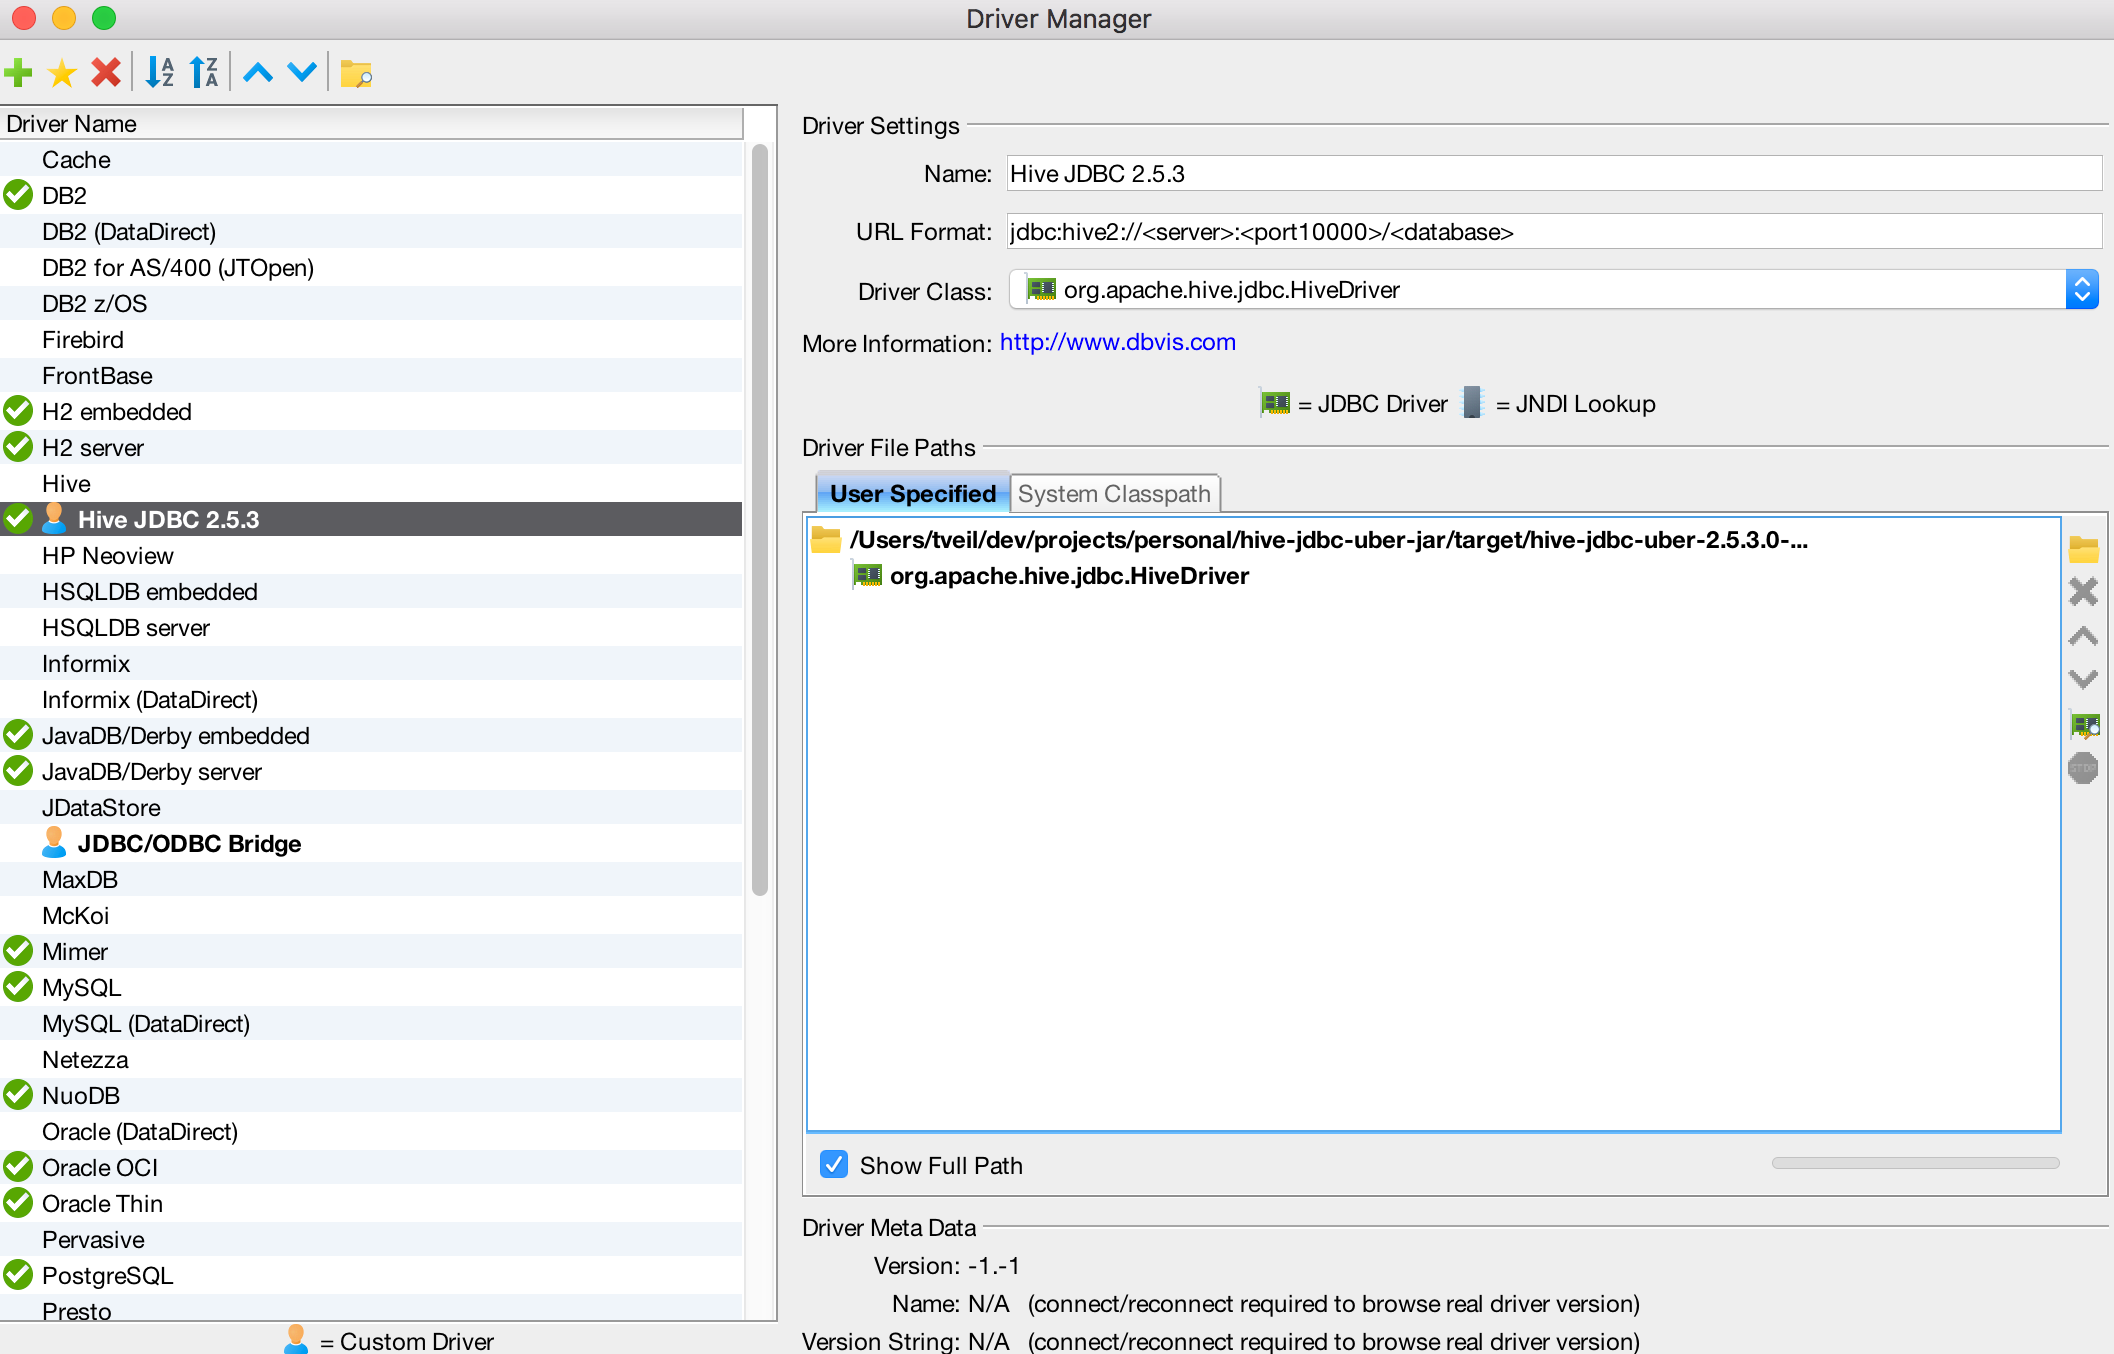 Driver Manager
Driver Name
Cache
DB2
DB2 (DataDirect)
DB2 for AS/400 (JTOpen)
DB2 z/OS
Firebird
FrontBase
H2 embedded
H2 server
Hive
Hive JDBC 2.5.3
HP Neoview
HSQLDB embedded
HSQLDB server
Informix
Informix (DataDirect)
JavaDB/Derby embedded
JavaDB/Derby server
JDataStore
JDBC/ODBC Bridge
MaxDB
McKoi
Mimer
MySQL
MySQL (DataDirect)
Netezza
NuoDB
Oracle (DataDirect)
Oracle OCI
Oracle Thin
Pervasive
PostgreSQL
Presto
= Custom Driver
Driver Settings
Name: Hive JDBC 2.5.3
URL Format: jdbc:hive2://<server>:<port10000>/<database>
Driver Class: org.apache.hive.jdbc.HiveDriver
More Information: http://www.dbvis.com
= JDBC Driver = JNDI Lookup
Driver File Paths
User Specified System Classpath
/Users/tveil/dev/projects/personal/hive-jdbc-uber-jar/target/hive-jdbc-uber-2.5.3.0-...
org.apache.hive.jdbc.HiveDriver
STOP
Show Full Path
Driver Meta Data
Version: -1.-1
Name: N/A (connect/reconnect required to browse real driver version)
Version String: N/A (connect/reconnect required to browse real driver version)